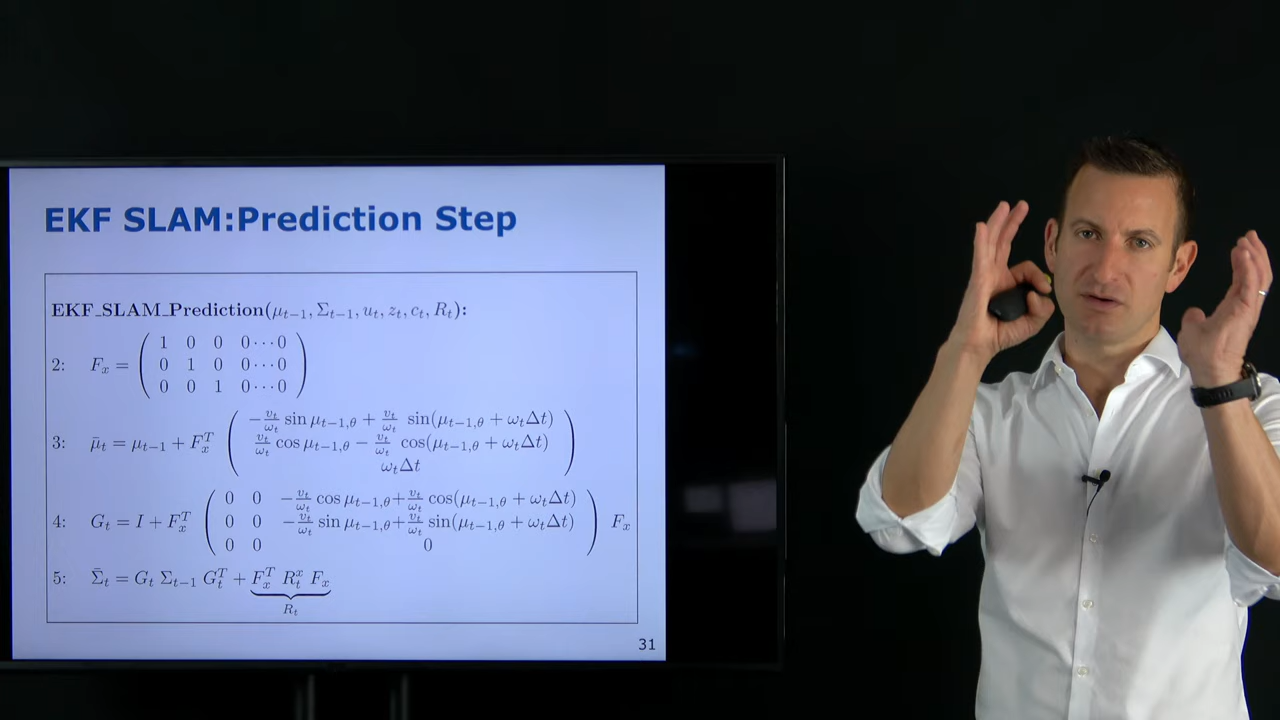 EKF SLAM:Prediction Step
EKF_SLAM_Prediction(μ_{t−1}, Σ_{t−1}, u_t, z_t, c_t, R_t):
2: F_x = ( 1 0 0 0···0
0 1 0 0···0
0 0 1 0···0 )
3: μ̄_t = μ_{t−1} + F_x^T ( −v_t/ω_t sin μ_{t−1,θ} + v_t/ω_t sin(μ_{t−1,θ} + ω_tΔt)
v_t/ω_t cos μ_{t−1,θ} − v_t/ω_t cos(μ_{t−1,θ} + ω_tΔt)
ω_tΔt )
4: G_t = I + F_x^T ( 0 0 −v_t/ω_t cos μ_{t−1,θ} + v_t/ω_t cos(μ_{t−1,θ} + ω_tΔt)
0 0 −v_t/ω_t sin μ_{t−1,θ} + v_t/ω_t sin(μ_{t−1,θ} + ω_tΔt)
0 0 0 ) F_x
5: Σ̄_t = G_t Σ_{t−1} G_t^T + F_x^T R_t^x F_x
R_t
31